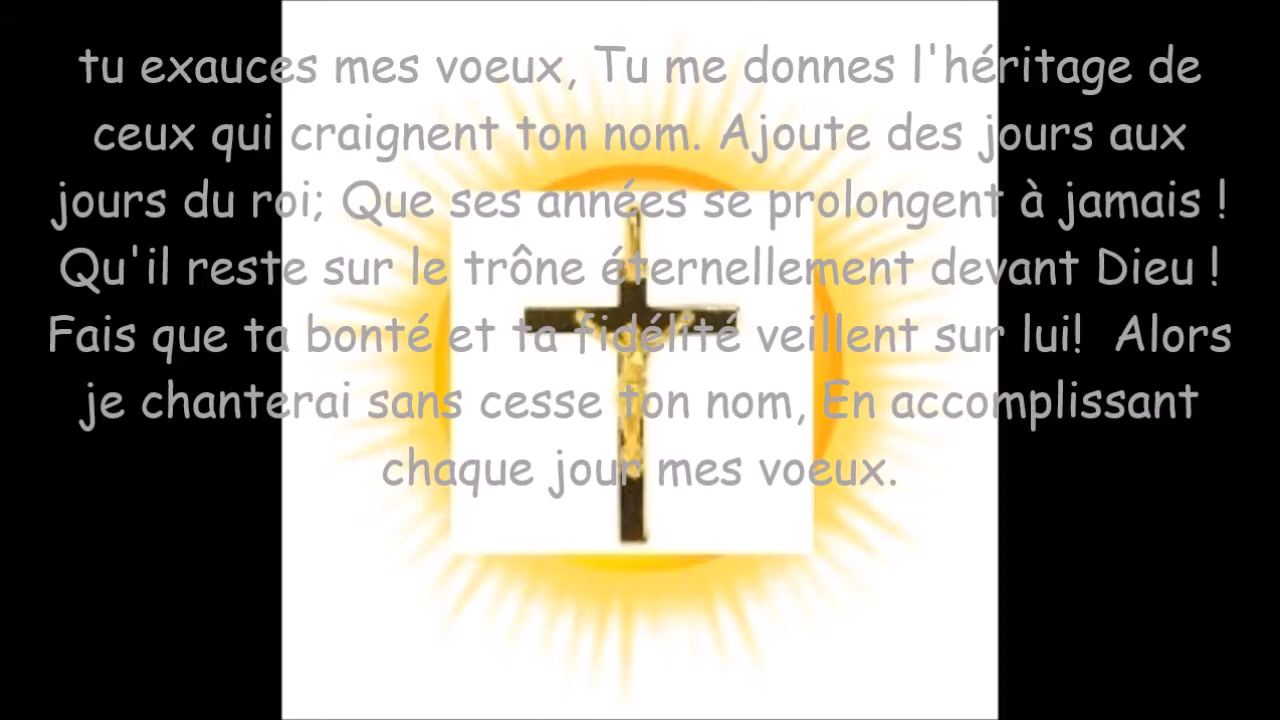 tu exauces mes voeux, Tu me donnes l'héritage de
ceux qui craignent ton nom. Ajoute des jours aux
jours du roi; Que ses années se prolongent à jamais !
Qu'il reste sur le trône éternellement devant Dieu !
Fais que ta bonté et ta fidélité veillent sur lui!  Alors
je chanterai sans cesse ton nom, En accomplissant
chaque jour mes voeux.